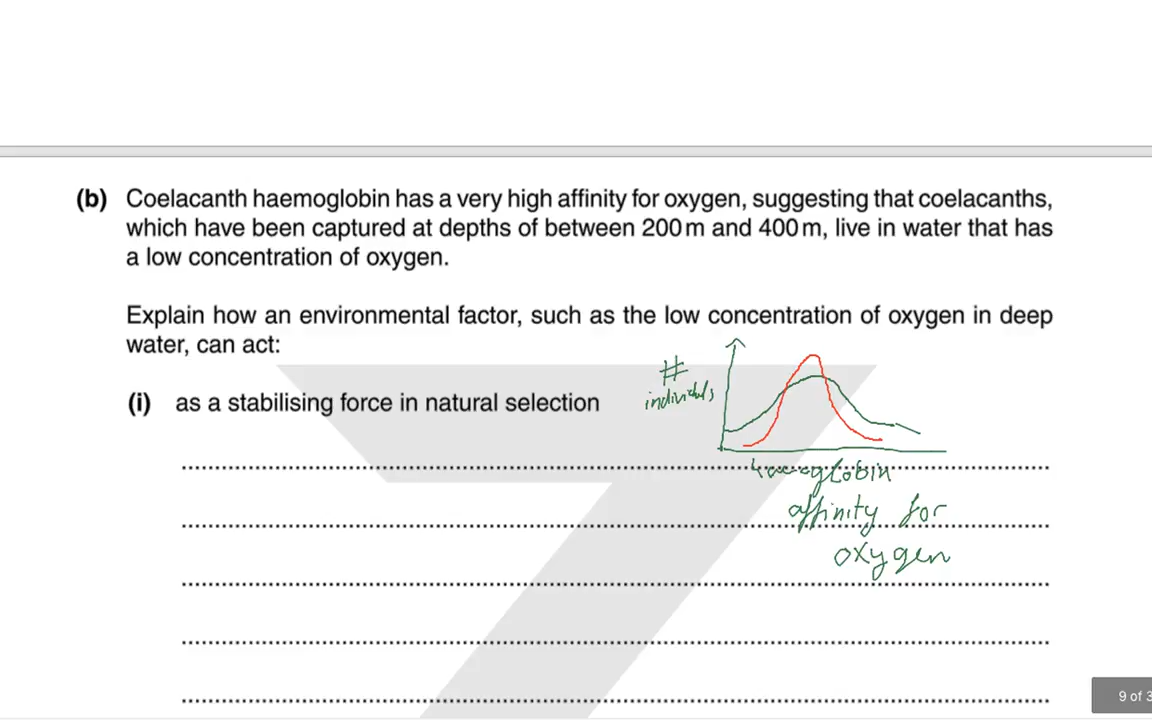 (b) Coelacanth haemoglobin has a very high affinity for oxygen, suggesting that coelacanths,
which have been captured at depths of between 200 m and 400 m, live in water that has
a low concentration of oxygen.
Explain how an environmental factor, such as the low concentration of oxygen in deep
water, can act:
#
individuals
(i) as a stabilising force in natural selection
haemoglobin
affinity for
oxygen
9 of 3